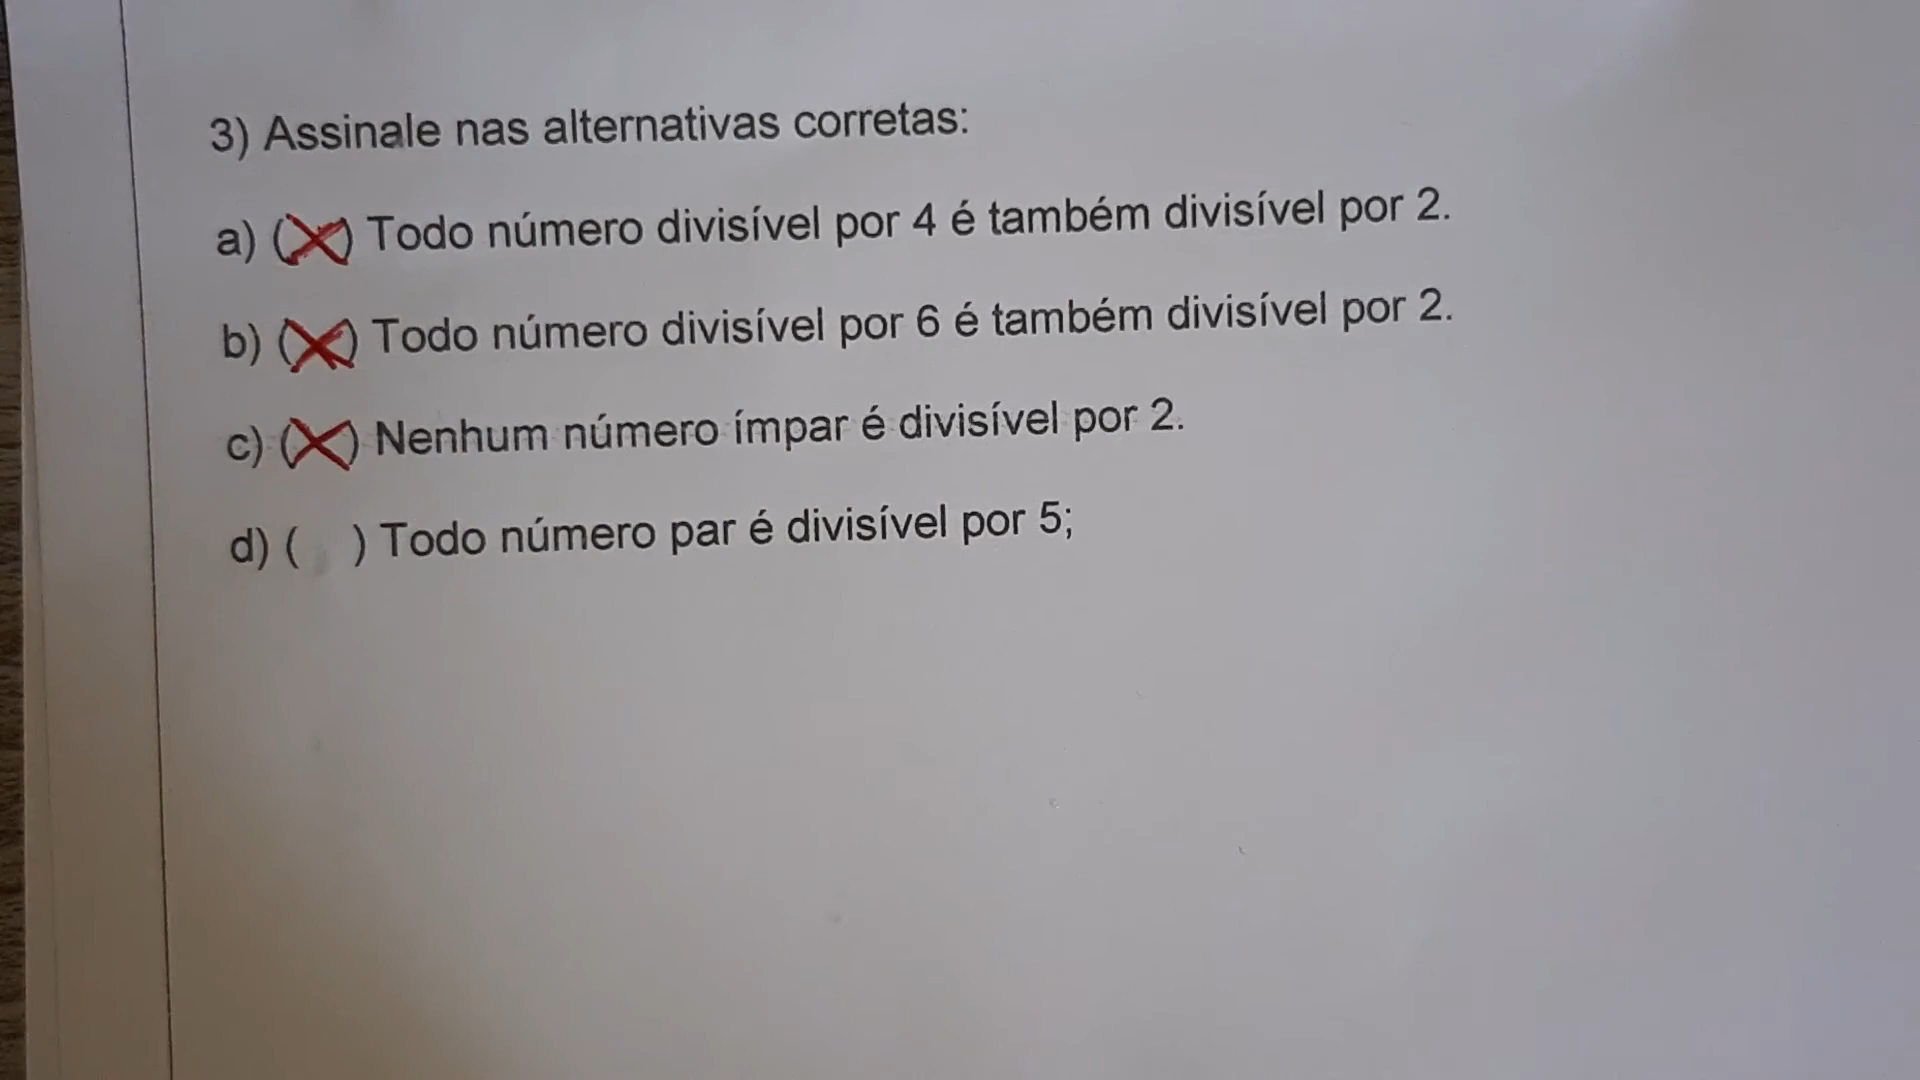 3) Assinale nas alternativas corretas:
a) (X) Todo número divisível por 4 é também divisível por 2.
b) (X) Todo número divisível por 6 é também divisível por 2.
c) (X) Nenhum número ímpar é divisível por 2.
d) ( ) Todo número par é divisível por 5;